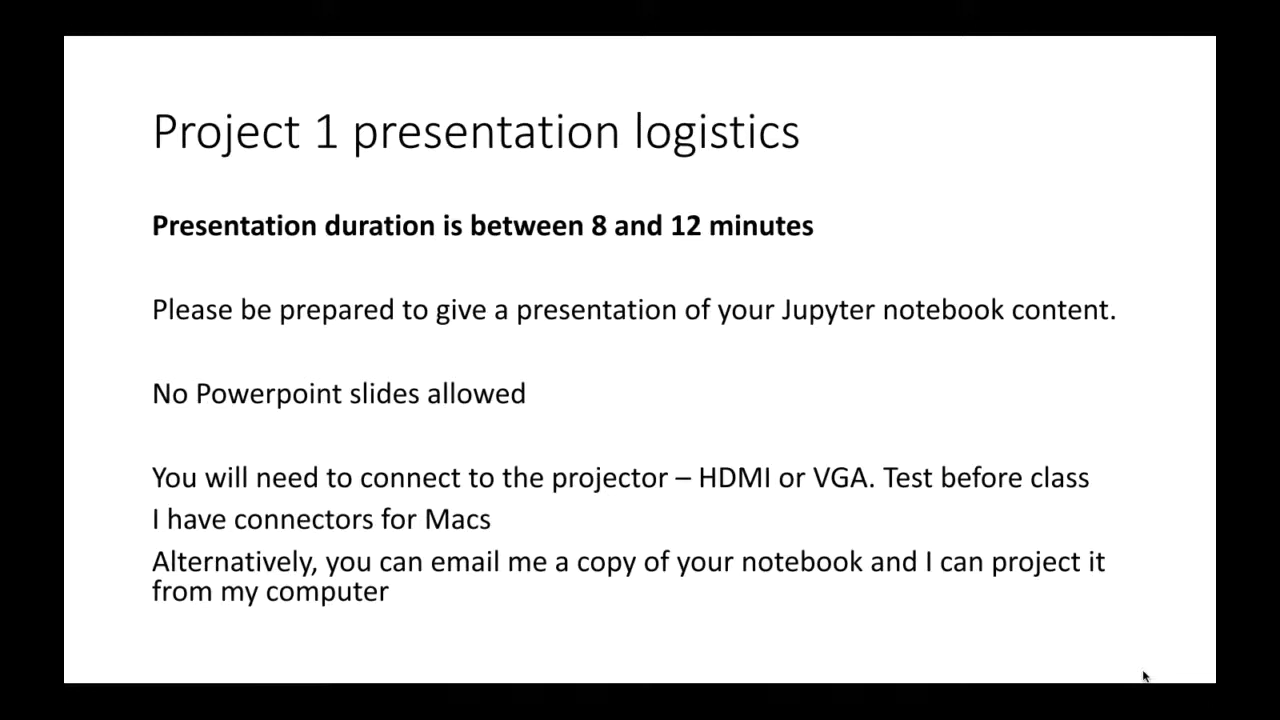 Project 1 presentation logistics
Presentation duration is between 8 and 12 minutes
Please be prepared to give a presentation of your Jupyter notebook content.
No Powerpoint slides allowed
You will need to connect to the projector – HDMI or VGA. Test before class
I have connectors for Macs
Alternatively, you can email me a copy of your notebook and I can project it
from my computer